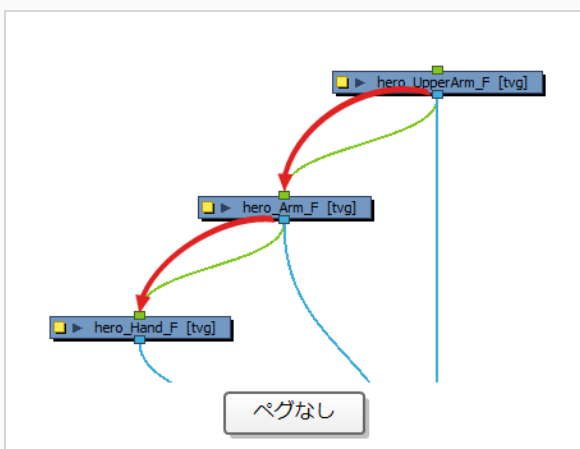 hero_UpperArm_F [tvg]
hero_Arm_F [tvg]
hero_Hand_F [tvg]
ペグなし